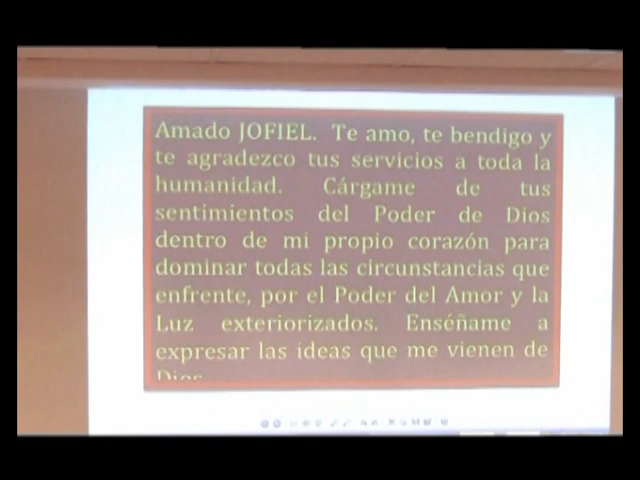 Amado JOFIEL. Te amo, te bendigo y
te agradezco tus servicios a toda la
humanidad. Cárgame de tus
sentimientos del Poder de Dios
dentro de mi propio corazón para
dominar todas las circunstancias que
enfrente, por el Poder del Amor y la
Luz exteriorizados. Enséñame a
expresar las ideas que me vienen de
Dios